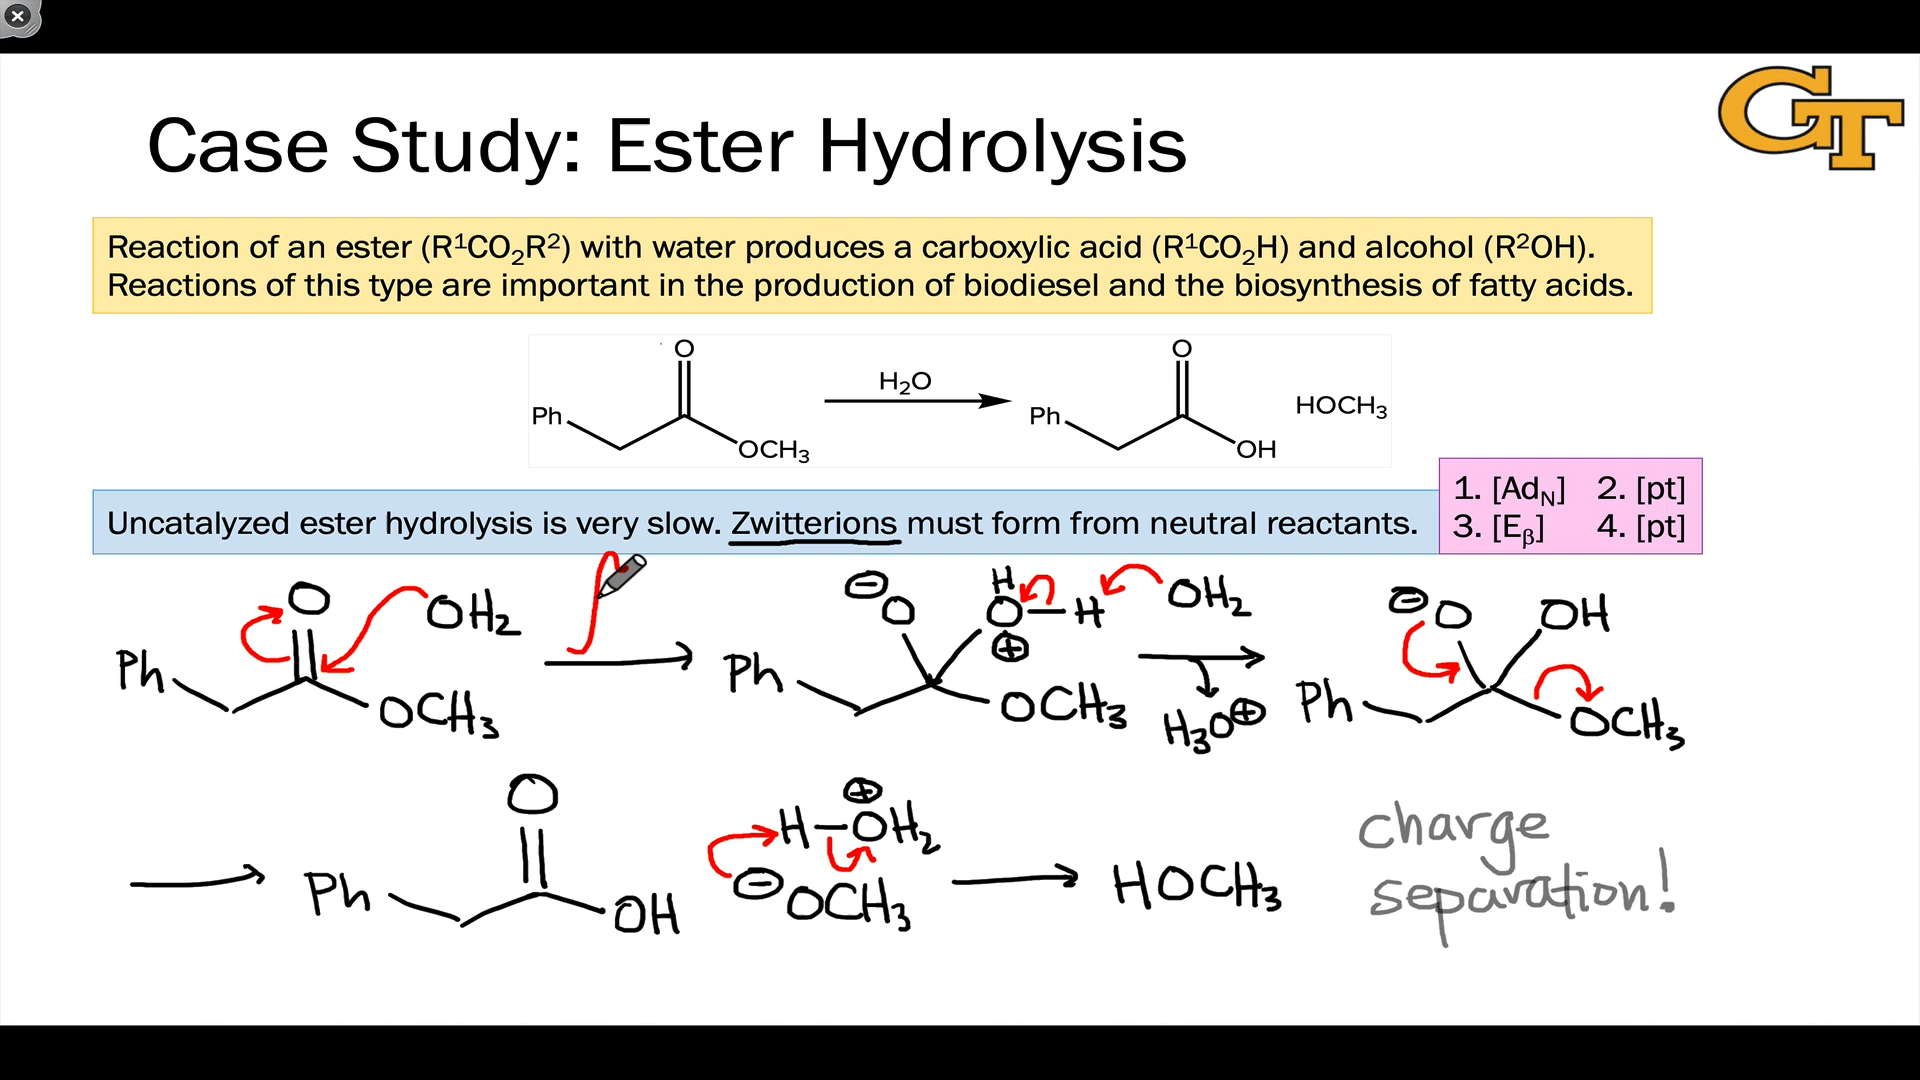 GT
Case Study: Ester Hydrolysis
Reaction of an ester (R¹CO₂R²) with water produces a carboxylic acid (R¹CO₂H) and alcohol (R²OH).
Reactions of this type are important in the production of biodiesel and the biosynthesis of fatty acids.
O
Ph
OCH₃
H₂O
O
Ph
OH
HOCH₃
Uncatalyzed ester hydrolysis is very slow. Zwitterions must form from neutral reactants.
1. [Ad_N] 2. [pt]
3. [E_β] 4. [pt]
O
OH₂
Ph
OCH₃
⊖
O
H
O–H
⊕
OH₂
Ph
OCH₃
H₃O⊕
⊖
O
OH
Ph
OCH₃
O
Ph
OH
⊕
H–OH₂
⊖OCH₃
HOCH₃
charge
separation!